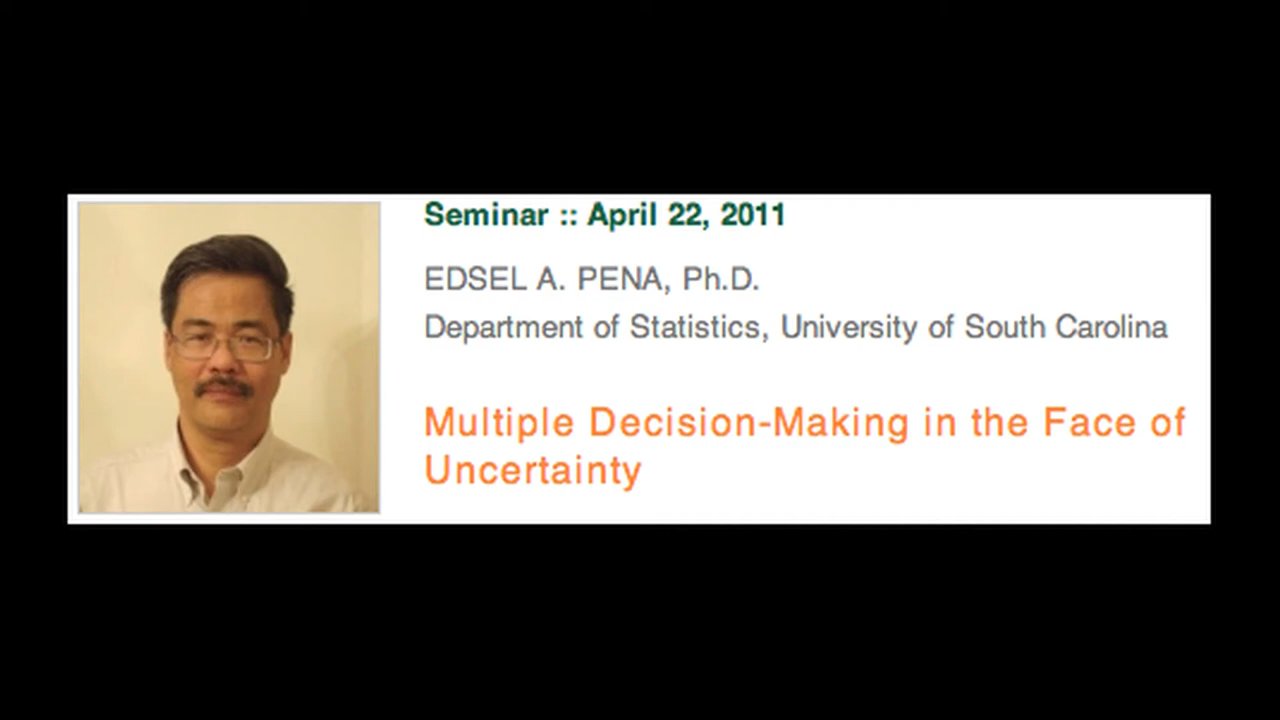 Seminar :: April 22, 2011
EDSEL A. PENA, Ph.D.
Department of Statistics, University of South Carolina
Multiple Decision-Making in the Face of
Uncertainty